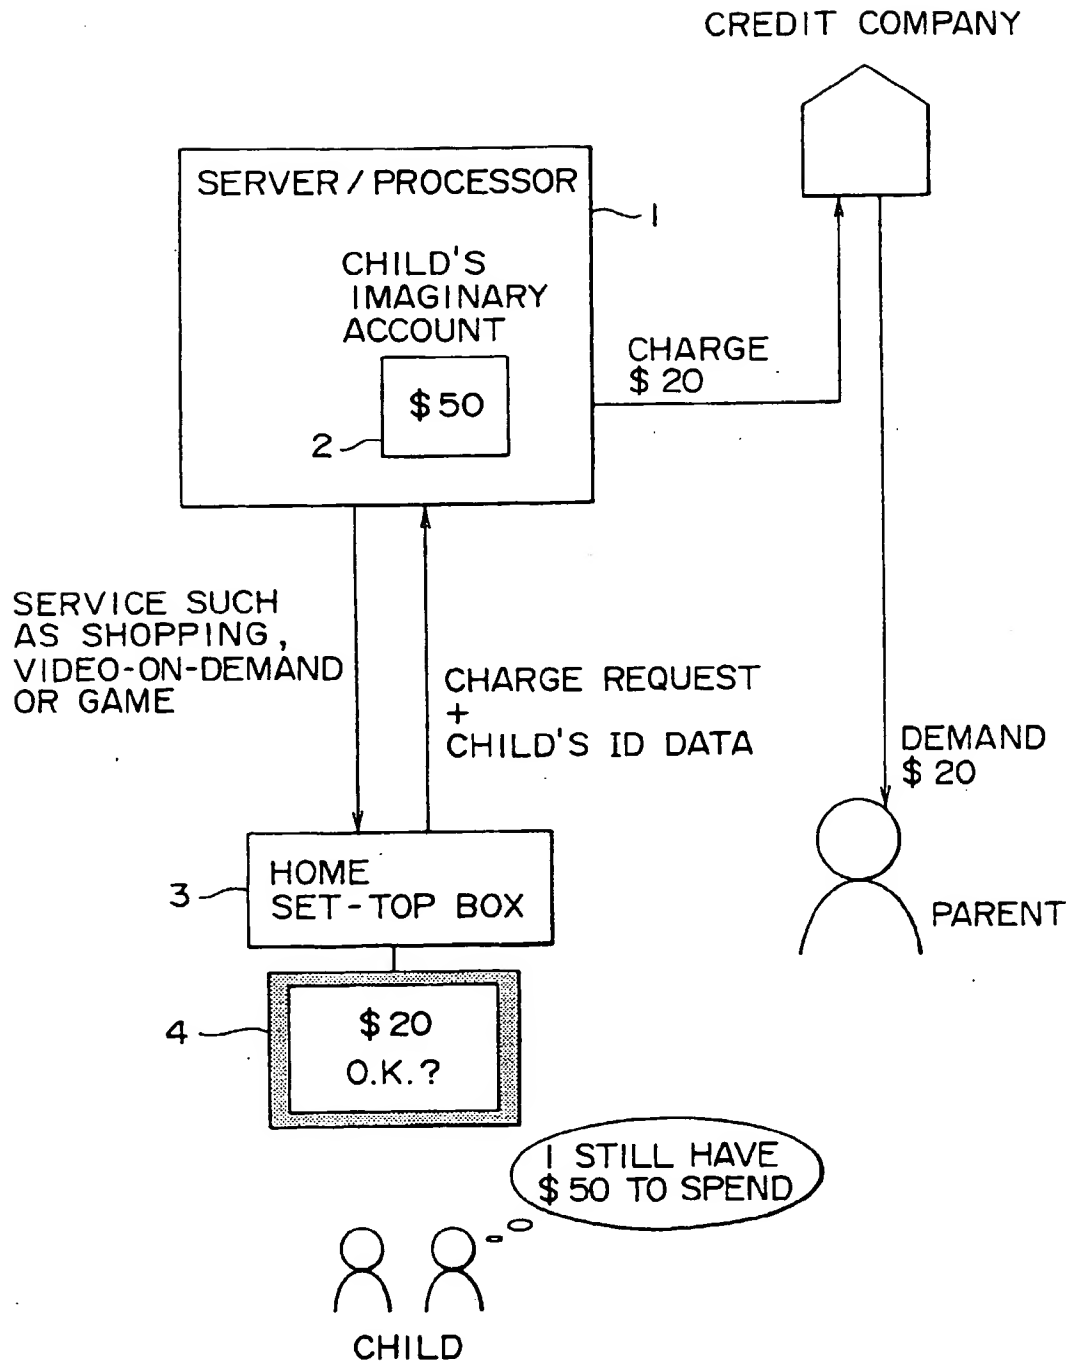 CREDIT COMPANY
SERVER/PROCESSOR
1
CHILD'S
IMAGINARY
ACCOUNT
$50
2
CHARGE
$20
SERVICE SUCH
AS SHOPPING,
VIDEO-ON-DEMAND
OR GAME
CHARGE REQUEST
+
CHILD'S ID DATA
DEMAND
$20
PARENT
3
HOME
SET-TOP BOX
4
$20
O.K.?
I STILL HAVE
$50 TO SPEND
CHILD